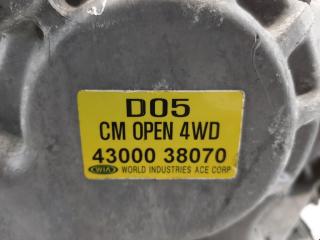 D05
CM OPEN 4WD
43000 38070
WIA WORLD INDUSTRIES ACE CORP